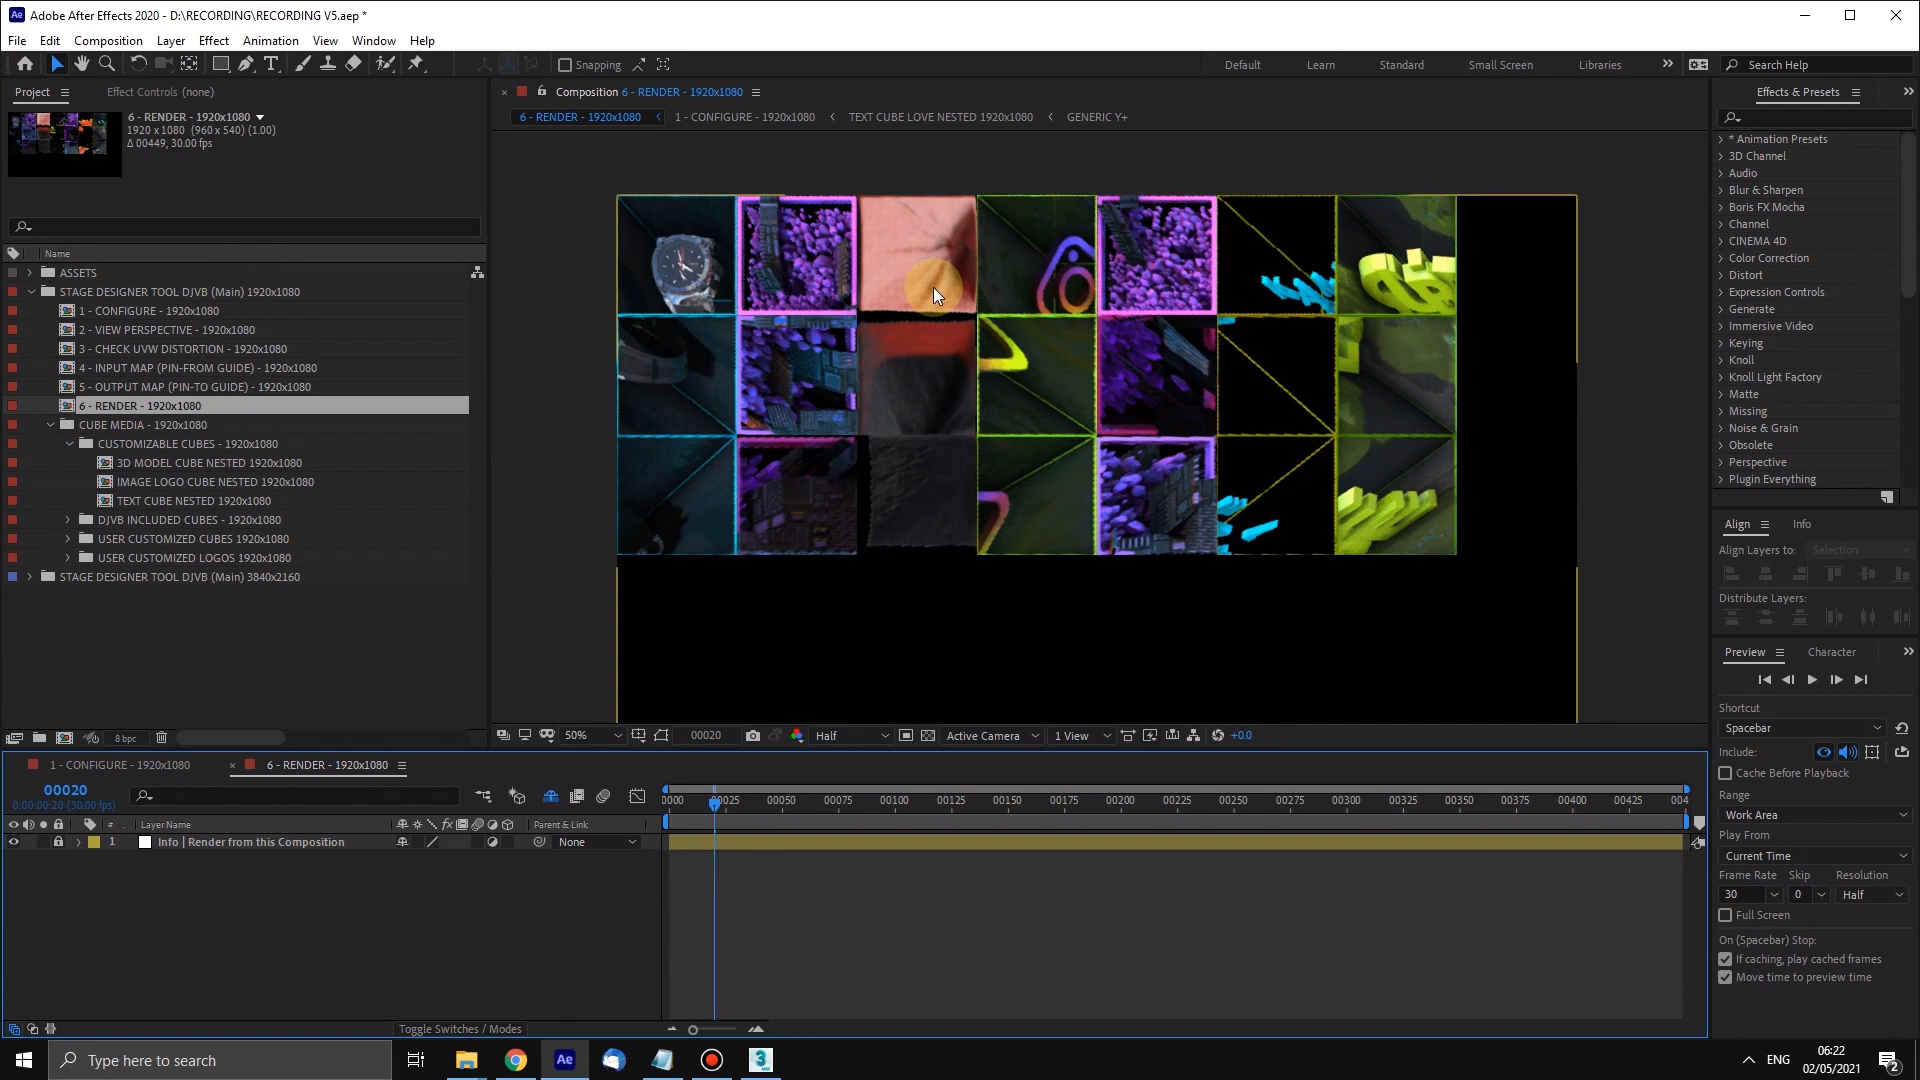 Adobe After Effects 2020 - D:\RECORDING\RECORDING V5.aep *
File Edit Composition Layer Effect Animation View Window Help
Snapping
Default Learn Standard Small Screen Libraries
Search Help
Project
Effect Controls (none)
6 - RENDER - 1920x1080
1920 x 1080 (960 x 540) (1.00)
Δ 00449, 30.00 fps
Name
ASSETS
STAGE DESIGNER TOOL DJVB (Main) 1920x1080
1 - CONFIGURE - 1920x1080
2 - VIEW PERSPECTIVE - 1920x1080
3 - CHECK UVW DISTORTION - 1920x1080
4 - INPUT MAP (PIN-FROM GUIDE) - 1920x1080
5 - OUTPUT MAP (PIN-TO GUIDE) - 1920x1080
6 - RENDER - 1920x1080
CUBE MEDIA - 1920x1080
CUSTOMIZABLE CUBES - 1920x1080
3D MODEL CUBE NESTED 1920x1080
IMAGE LOGO CUBE NESTED 1920x1080
TEXT CUBE NESTED 1920x1080
DJVB INCLUDED CUBES - 1920x1080
USER CUSTOMIZED CUBES 1920x1080
USER CUSTOMIZED LOGOS 1920x1080
STAGE DESIGNER TOOL DJVB (Main) 3840x2160
8 bpc
Composition 6 - RENDER - 1920x1080
6 - RENDER - 1920x1080 1 - CONFIGURE - 1920x1080 TEXT CUBE LOVE NESTED 1920x1080 GENERIC Y+
50% 00020 Half Active Camera 1 View +0.0
Effects & Presets
* Animation Presets
3D Channel
Audio
Blur & Sharpen
Boris FX Mocha
Channel
CINEMA 4D
Color Correction
Distort
Expression Controls
Generate
Immersive Video
Keying
Knoll
Knoll Light Factory
Matte
Missing
Noise & Grain
Obsolete
Perspective
Plugin Everything
Align Info
Align Layers to: Selection
Distribute Layers:
Preview Character
Shortcut
Spacebar
Include:
Cache Before Playback
Range
Work Area
Play From
Current Time
Frame Rate Skip Resolution
30 0 Half
Full Screen
On (Spacebar) Stop:
If caching, play cached frames
Move time to preview time
1 - CONFIGURE - 1920x1080
6 - RENDER - 1920x1080
00020
0:00:00:20 (30.00 fps)
0000 00025 00050 00075 00100 00125 00150 00175 00200 00225 00250 00275 00300 00325 00350 00375 00400 00425 004
# Layer Name fx Parent & Link
1 Info | Render from this Composition None
Toggle Switches / Modes
Type here to search
Ae
3
ENG
06:22
02/05/2021
2